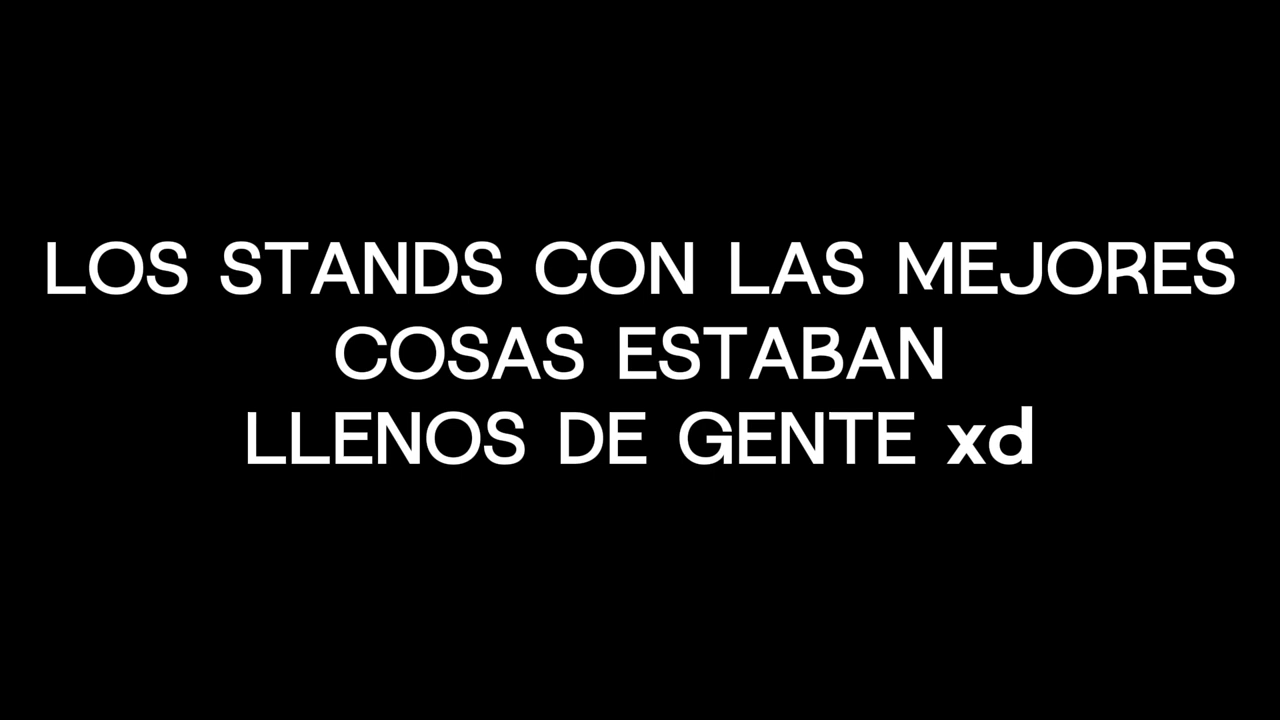 LOS STANDS CON LAS MEJORES
COSAS ESTABAN
LLENOS DE GENTE xd